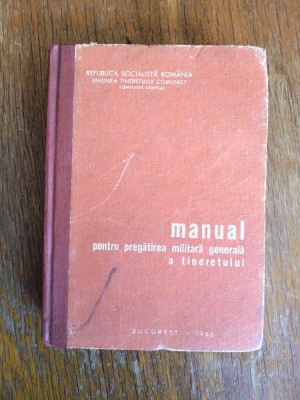 REPUBLICA SOCIALISTĂ ROMÂNIA
UNIUNEA TINERETULUI COMUNIST
COMITETUL CENTRAL
manual
pentru pregătirea militară generală
a tineretului
BUCUREȘTI -